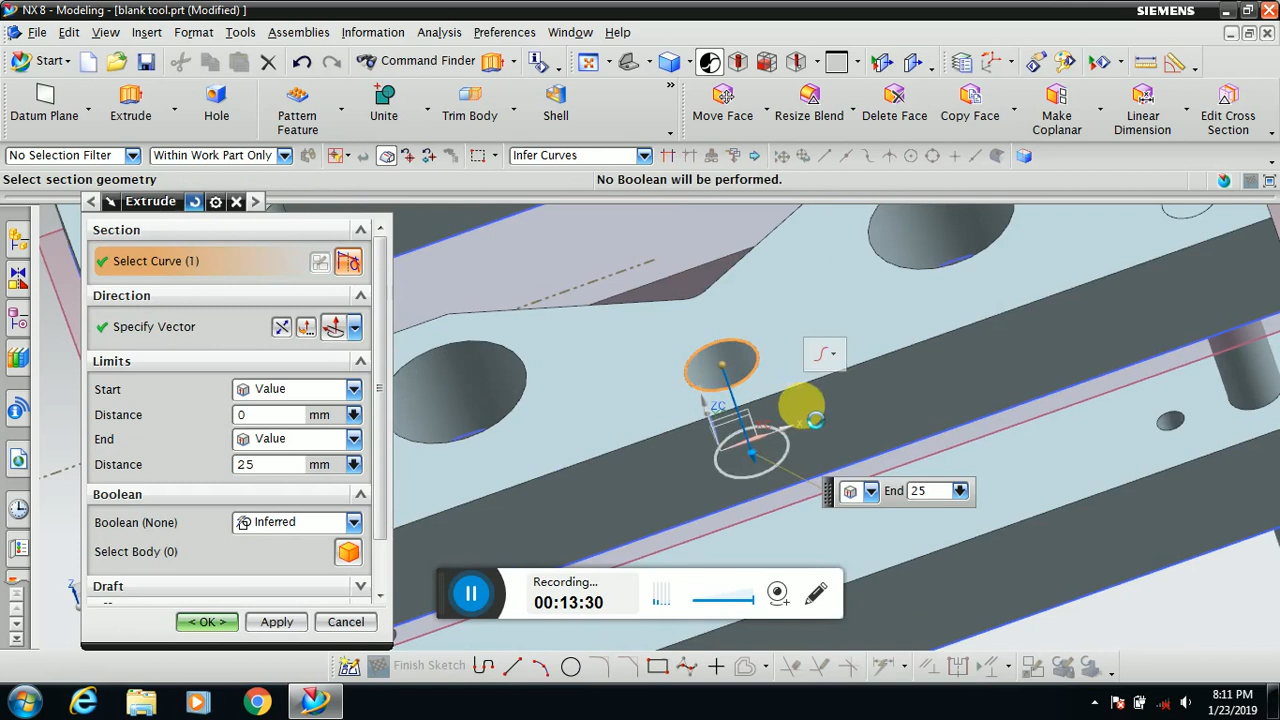 NX 8 - Modeling - [blank tool.prt (Modified) ]
SIEMENS
File Edit View Insert Format Tools Assemblies Information Analysis Preferences Window Help
Start Command Finder
Datum Plane Extrude Hole Pattern Feature Unite Trim Body Shell » Move Face Resize Blend Delete Face Copy Face Make Coplanar Linear Dimension Edit Cross Section
No Selection Filter Within Work Part Only Infer Curves
Select section geometry
No Boolean will be performed.
Extrude
Section
Select Curve (1)
Direction
Specify Vector
Limits
Start Value
Distance 0 mm
End Value
Distance 25 mm
Boolean
Boolean (None) Inferred
Select Body (0)
Draft
< OK > Apply Cancel
ZC
End 25
Z
Recording...
00:13:30
Finish Sketch
8:11 PM
1/23/2019